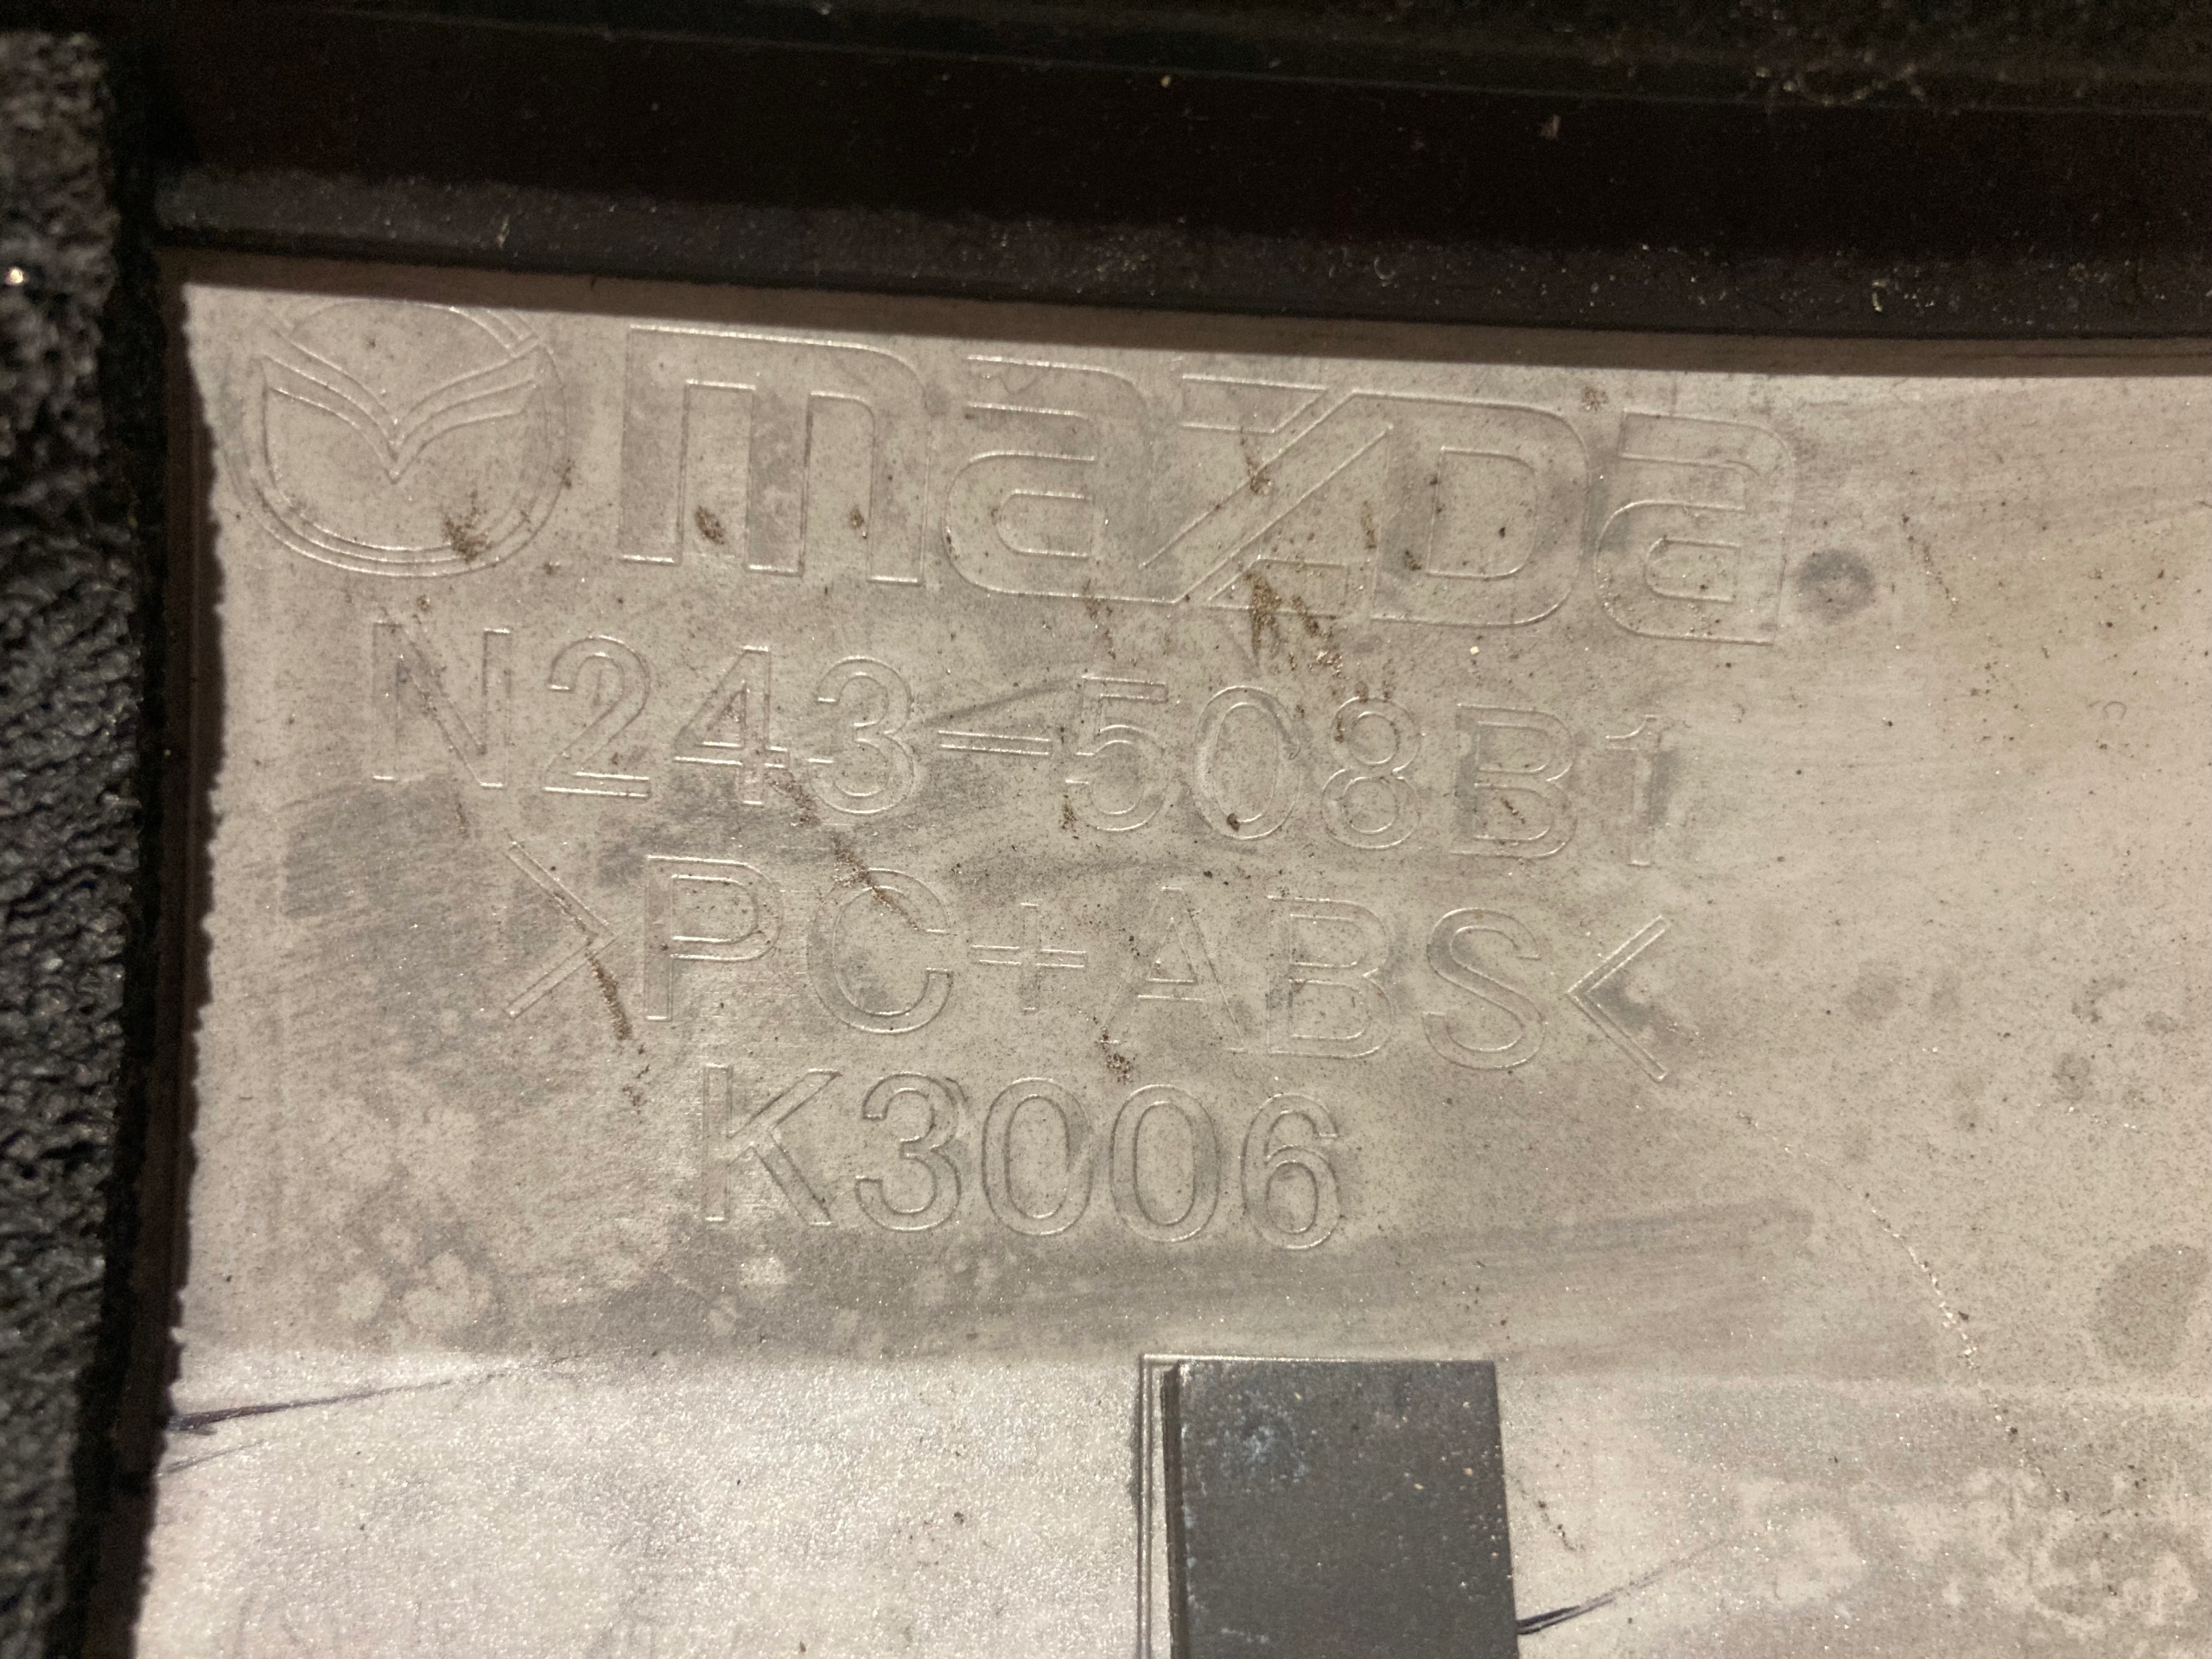 mazda
N243-508B1
>PC+ABS<
K3006